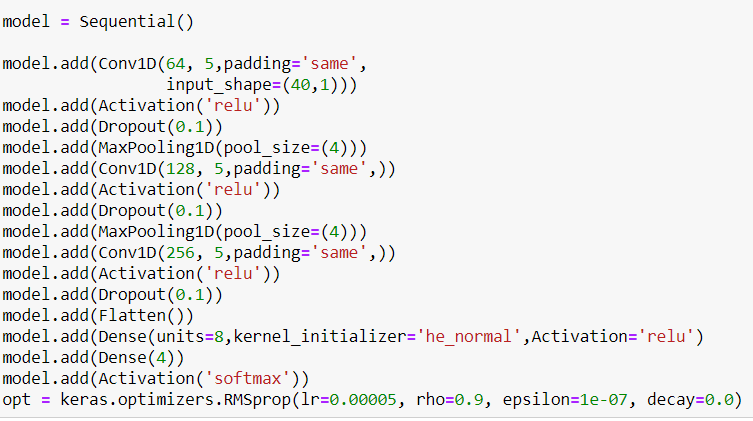 model = Sequential()
model.add(Conv1D(64, 5,padding='same',
input_shape=(40,1)))
model.add(Activation('relu'))
model.add(Dropout(0.1))
model.add(MaxPooling1D(pool_size=(4)))
model.add(Conv1D(128, 5,padding='same',))
model.add(Activation('relu'))
model.add(Dropout(0.1))
model.add(MaxPooling1D(pool_size=(4)))
model.add(Conv1D(256, 5,padding='same',))
model.add(Activation('relu'))
model.add(Dropout(0.1))
model.add(Flatten())
model.add(Dense(units=8,kernel_initializer='he_normal',Activation='relu')
model.add(Dense(4))
model.add(Activation('softmax'))
opt = keras.optimizers.RMSprop(lr=0.00005, rho=0.9, epsilon=1e-07, decay=0.0)